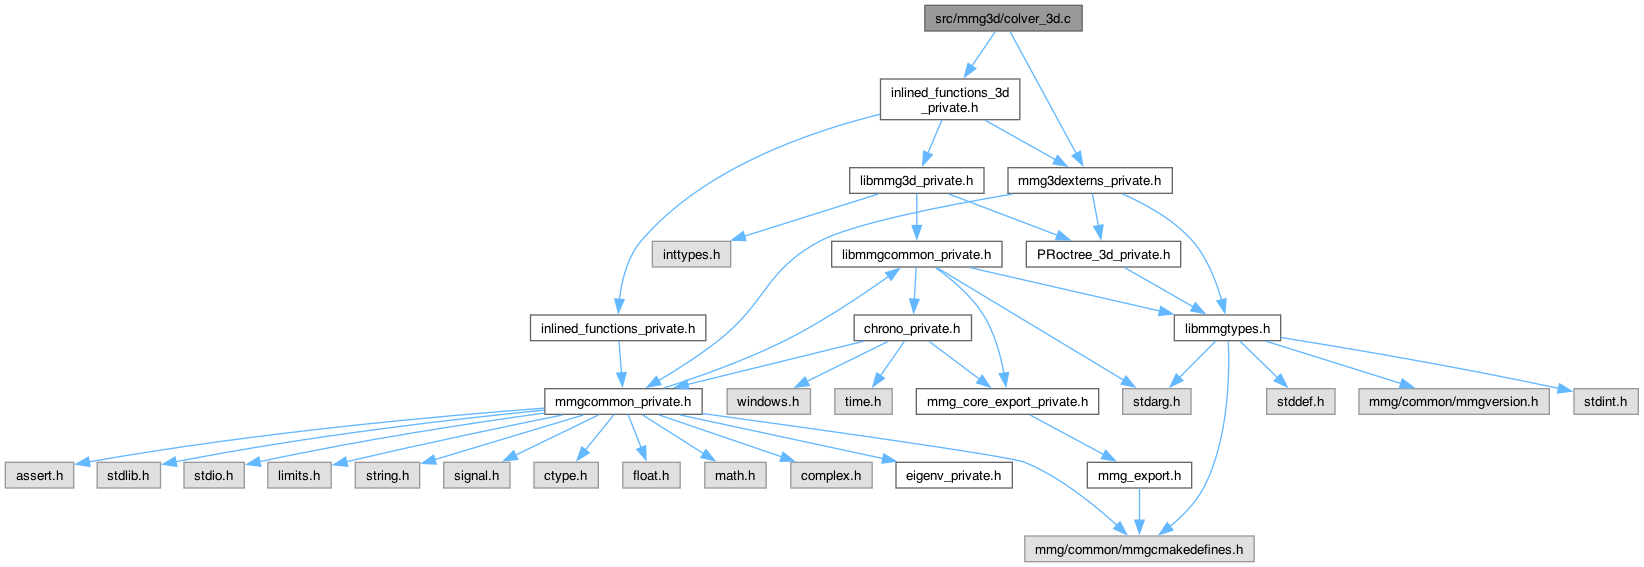 src/mmg3d/colver_3d.c
inlined_functions_3d
_private.h
libmmg3d_private.h
mmg3dexterns_private.h
inttypes.h
libmmgcommon_private.h
PRoctree_3d_private.h
inlined_functions_private.h
chrono_private.h
libmmgtypes.h
mmgcommon_private.h
windows.h
time.h
mmg_core_export_private.h
stdarg.h
stddef.h
mmg/common/mmgversion.h
stdint.h
assert.h
stdlib.h
stdio.h
limits.h
string.h
signal.h
ctype.h
float.h
math.h
complex.h
eigenv_private.h
mmg_export.h
mmg/common/mmgcmakedefines.h